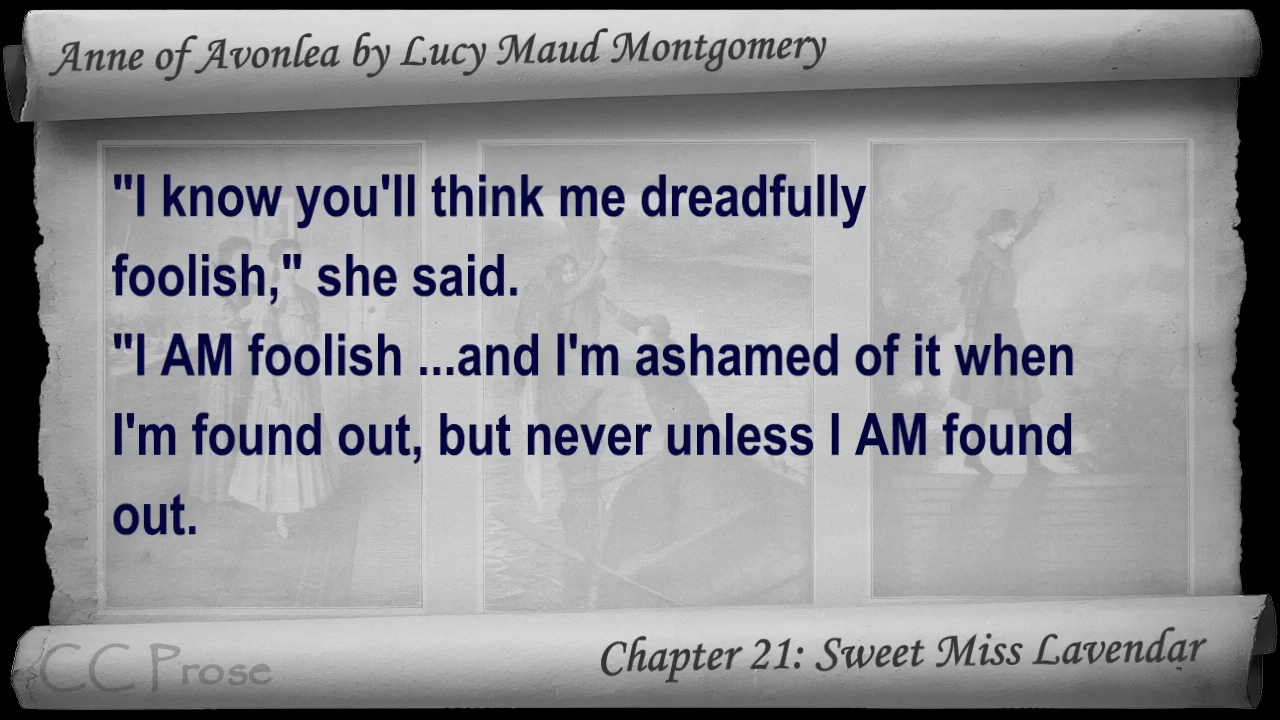 Anne of Avonlea by Lucy Maud Montgomery
"I know you'll think me dreadfully
foolish," she said.
"I AM foolish ...and I'm ashamed of it when
I'm found out, but never unless I AM found
out.
CC Prose
Chapter 21: Sweet Miss Lavendar